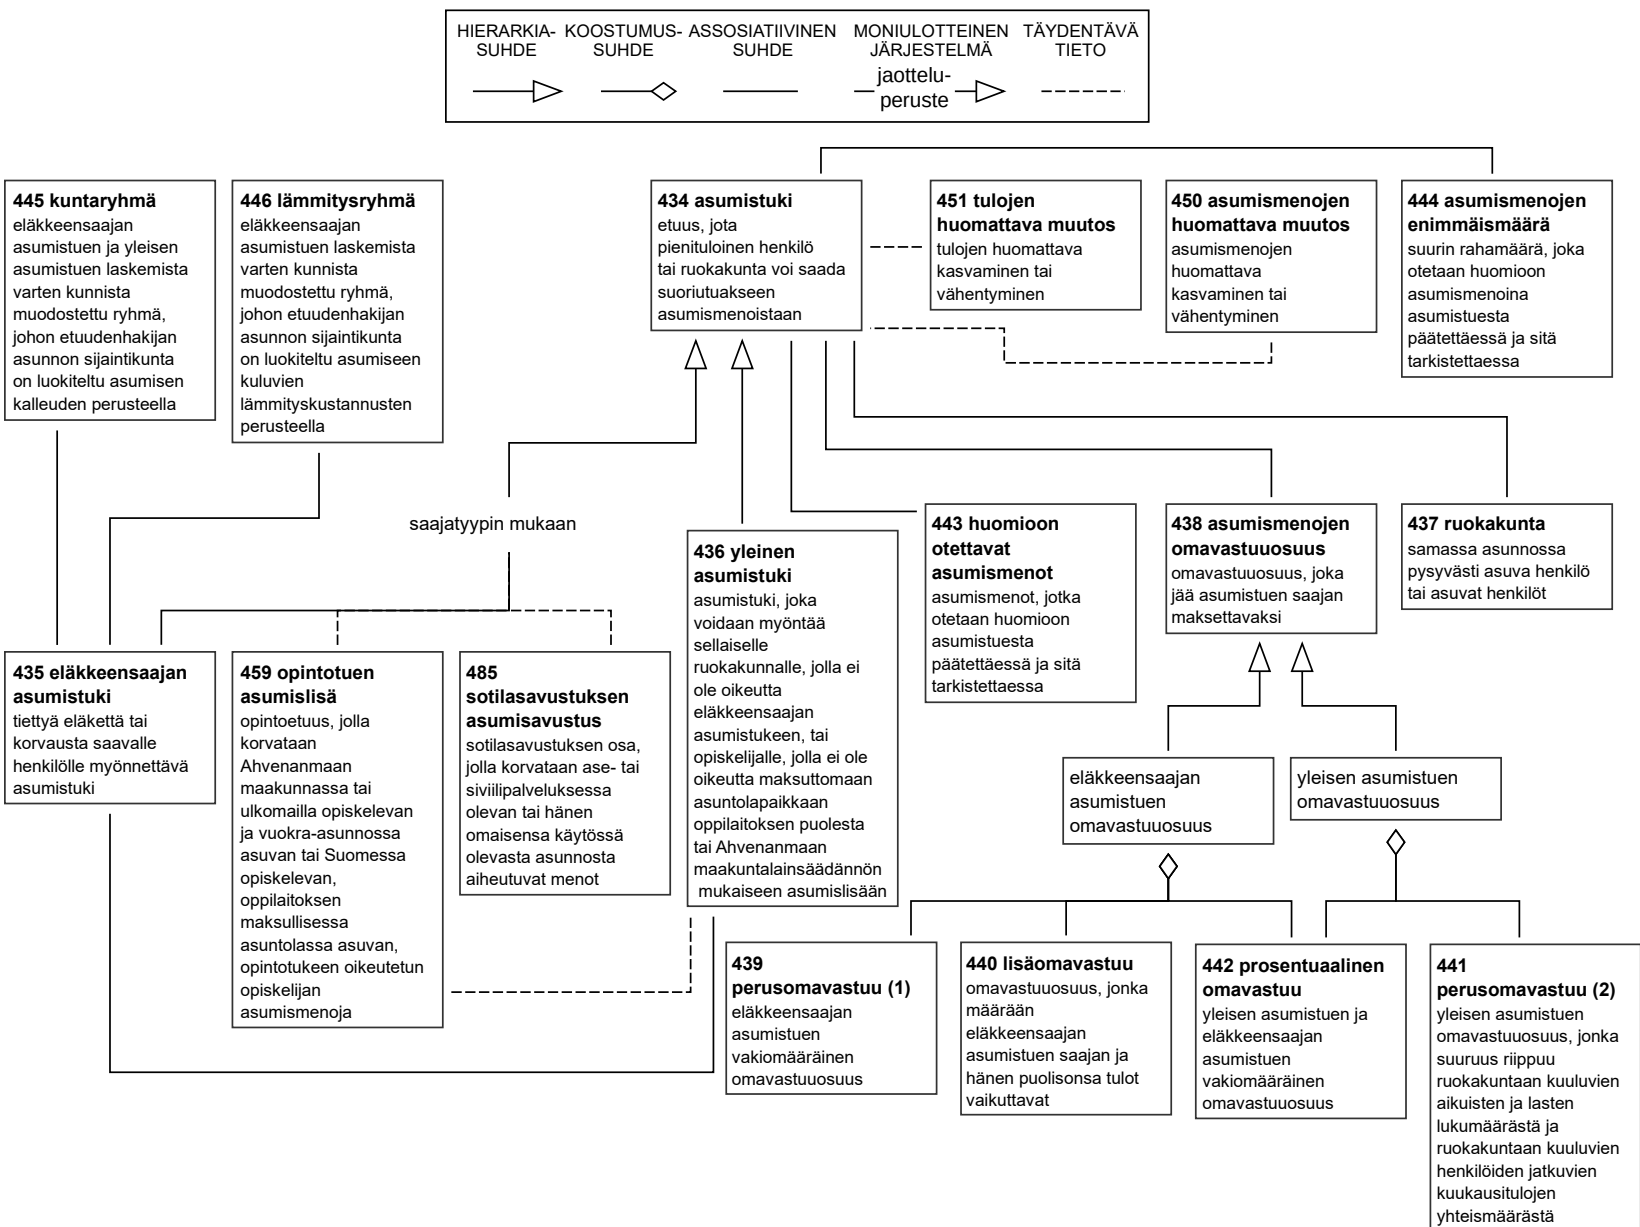 HIERARKIA-
SUHDE
KOOSTUMUS-
SUHDE
ASSOSIATIIVINEN
SUHDE
MONIULOTTEINEN
JÄRJESTELMÄ
jaottelu-
peruste
TÄYDENTÄVÄ
TIETO
445 kuntaryhmä
eläkkeensaajan
asumistuen ja yleisen
asumistuen laskemista
varten kunnista
muodostettu ryhmä,
johon etuudenhakijan
asunnon sijaintikunta
on luokiteltu asumisen
kalleuden perusteella
446 lämmitysryhmä
eläkkeensaajan
asumistuen laskemista
varten kunnista
muodostettu ryhmä,
johon etuudenhakijan
asunnon sijaintikunta
on luokiteltu asumiseen
kuluvien
lämmityskustannusten
perusteella
434 asumistuki
etuus, jota
pienituloinen henkilö
tai ruokakunta voi saada
suoriutuakseen
asumismenoistaan
451 tulojen
huomattava muutos
tulojen huomattava
kasvaminen tai
vähentyminen
450 asumismenojen
huomattava muutos
asumismenojen
huomattava
kasvaminen tai
vähentyminen
444 asumismenojen
enimmäismäärä
suurin rahamäärä, joka
otetaan huomioon
asumismenoina
asumistuesta
päätettäessä ja sitä
tarkistettaessa
saajatyypin mukaan
436 yleinen
asumistuki
asumistuki, joka
voidaan myöntää
sellaiselle
ruokakunnalle, jolla ei
ole oikeutta
eläkkeensaajan
asumistukeen, tai
opiskelijalle, jolla ei ole
oikeutta maksuttomaan
asuntolapaikkaan
oppilaitoksen puolesta
tai Ahvenanmaan
maakuntalainsäädännön
mukaiseen asumislisään
443 huomioon
otettavat
asumismenot
asumismenot, jotka
otetaan huomioon
asumistuesta
päätettäessä ja sitä
tarkistettaessa
438 asumismenojen
omavastuuosuus
omavastuuosuus, joka
jää asumistuen saajan
maksettavaksi
437 ruokakunta
samassa asunnossa
pysyvästi asuva henkilö
tai asuvat henkilöt
435 eläkkeensaajan
asumistuki
tiettyä eläkettä tai
korvausta saavalle
henkilölle myönnettävä
asumistuki
459 opintotuen
asumislisä
opintoetuus, jolla
korvataan
Ahvenanmaan
maakunnassa tai
ulkomailla opiskelevan
ja vuokra-asunnossa
asuvan tai Suomessa
opiskelevan,
oppilaitoksen
maksullisessa
asuntolassa asuvan,
opintotukeen oikeutetun
opiskelijan
asumismenoja
485
sotilasavustuksen
asumisavustus
sotilasavustuksen osa,
jolla korvataan ase- tai
siviilipalveluksessa
olevan tai hänen
omaisensa käytössä
olevasta asunnosta
aiheutuvat menot
eläkkeensaajan
asumistuen
omavastuuosuus
yleisen asumistuen
omavastuuosuus
439
perusomavastuu (1)
eläkkeensaajan
asumistuen
vakiomääräinen
omavastuuosuus
440 lisäomavastuu
omavastuuosuus, jonka
määrään
eläkkeensaajan
asumistuen saajan ja
hänen puolisonsa tulot
vaikuttavat
442 prosentuaalinen
omavastuu
yleisen asumistuen ja
eläkkeensaajan
asumistuen
vakiomääräinen
omavastuuosuus
441
perusomavastuu (2)
yleisen asumistuen
omavastuuosuus, jonka
suuruus riippuu
ruokakuntaan kuuluvien
aikuisten ja lasten
lukumäärästä ja
ruokakuntaan kuuluvien
henkilöiden jatkuvien
kuukausitulojen
yhteismäärästä